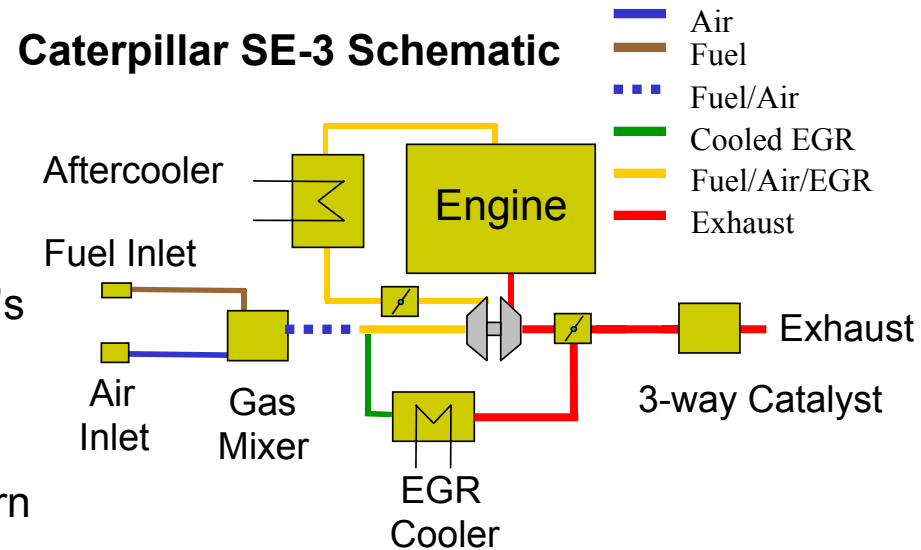 Caterpillar SE-3 Schematic
Air
Fuel
Fuel/Air
Cooled EGR
Fuel/Air/EGR
Exhaust
Aftercooler
Engine
Fuel Inlet
's
Air
Inlet
Gas
Mixer
Exhaust
3-way Catalyst
rn
EGR
Cooler